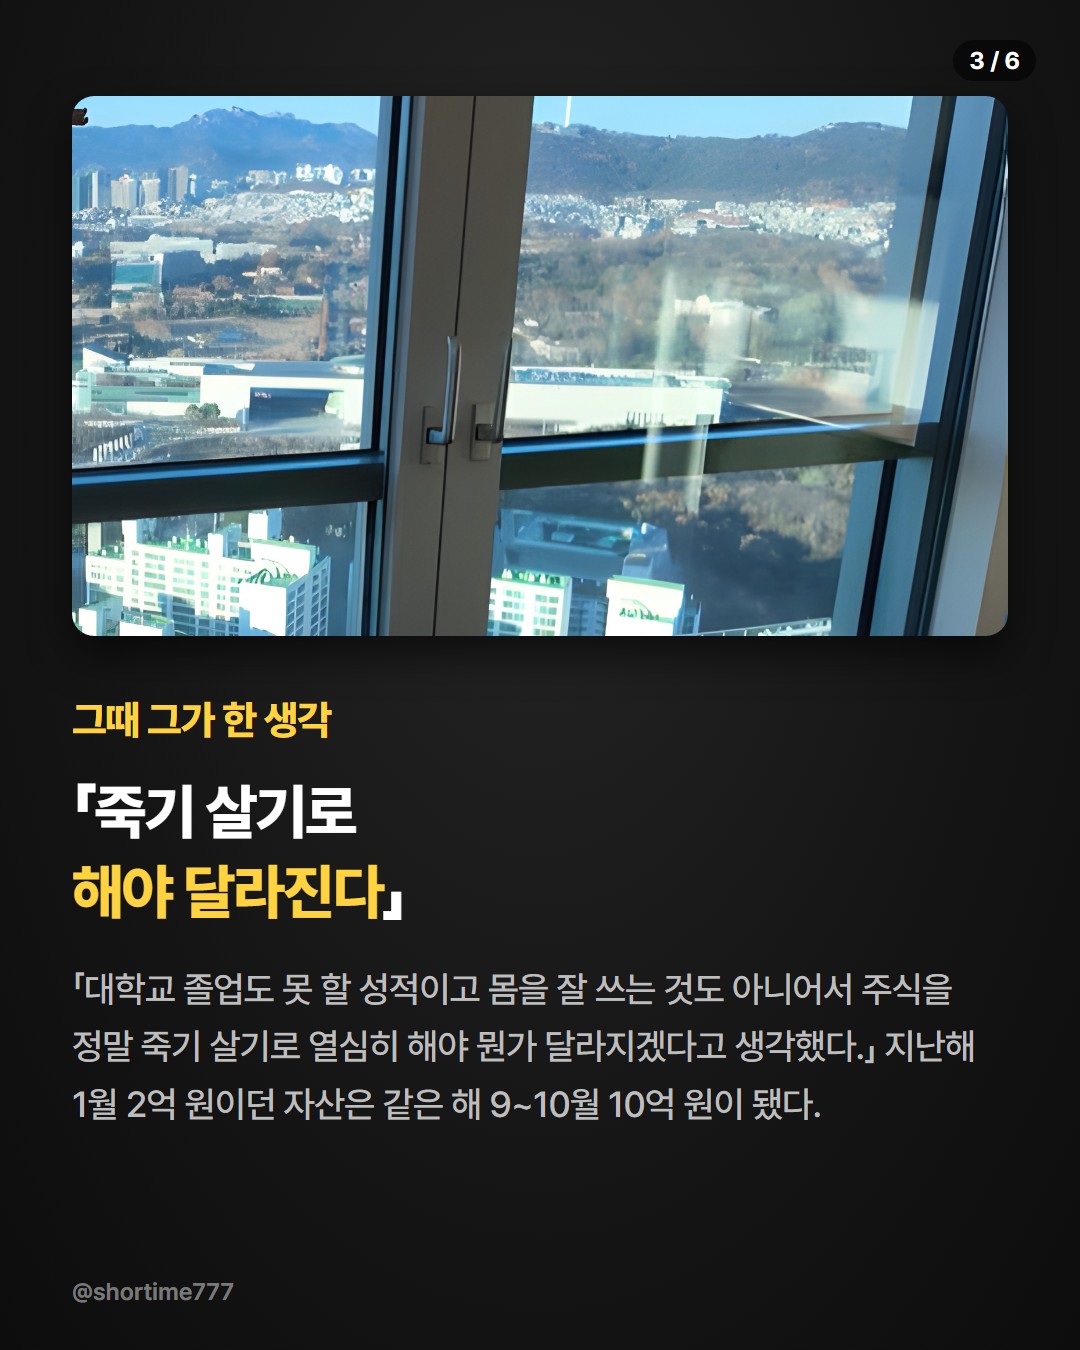 3 / 6
그때 그가 한 생각
「죽기 살기로
해야 달라진다」
「대학교 졸업도 못 할 성적이고 몸을 잘 쓰는 것도 아니어서 주식을
정말 죽기 살기로 열심히 해야 뭔가 달라지겠다고 생각했다.」 지난해
1월 2억 원이던 자산은 같은 해 9~10월 10억 원이 됐다.
@shortime777